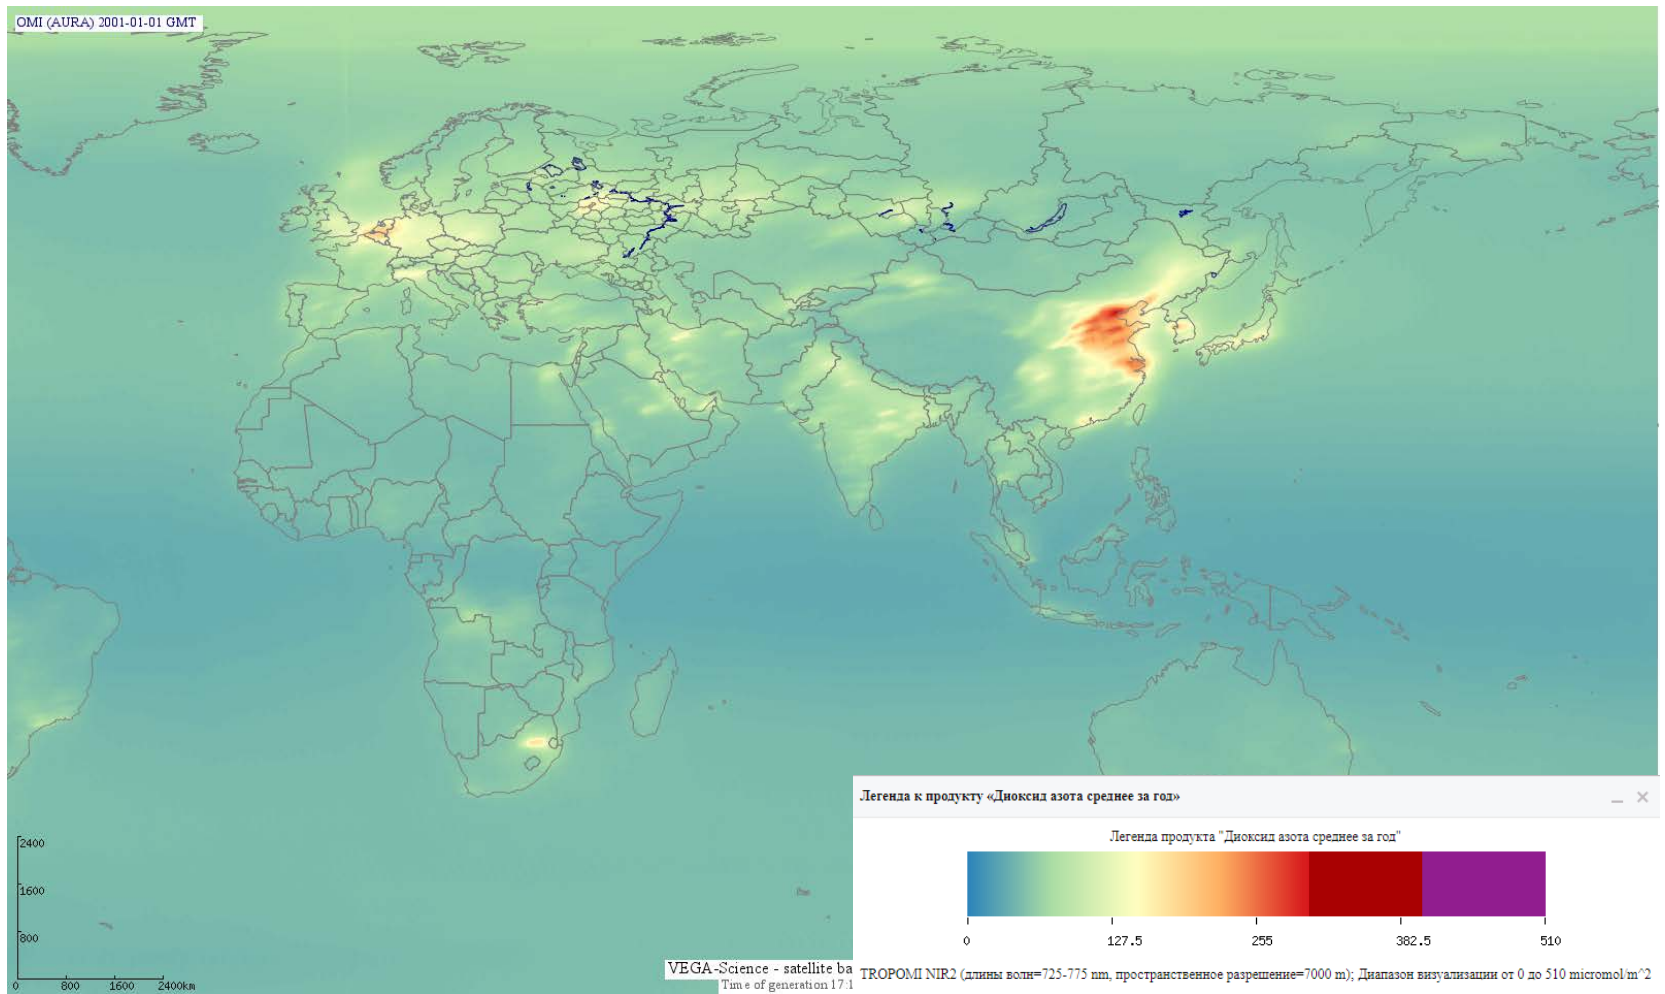 OMI (AURA) 2001-01-01 GMT
Легенда к продукту «Диоксид азота среднее за год»
Легенда продукта "Диоксид азота среднее за год"
0 127.5 255 382.5 510
TROPOMI NIR2 (длины волн=725-775 nm, пространственное разрешение=7000 m); Диапазон визуализации от 0 до 510 micromol/m^2
2400
1600
800
0 800 1600 2400km
VEGA-Science - satellite ba
Time of generation 17:1